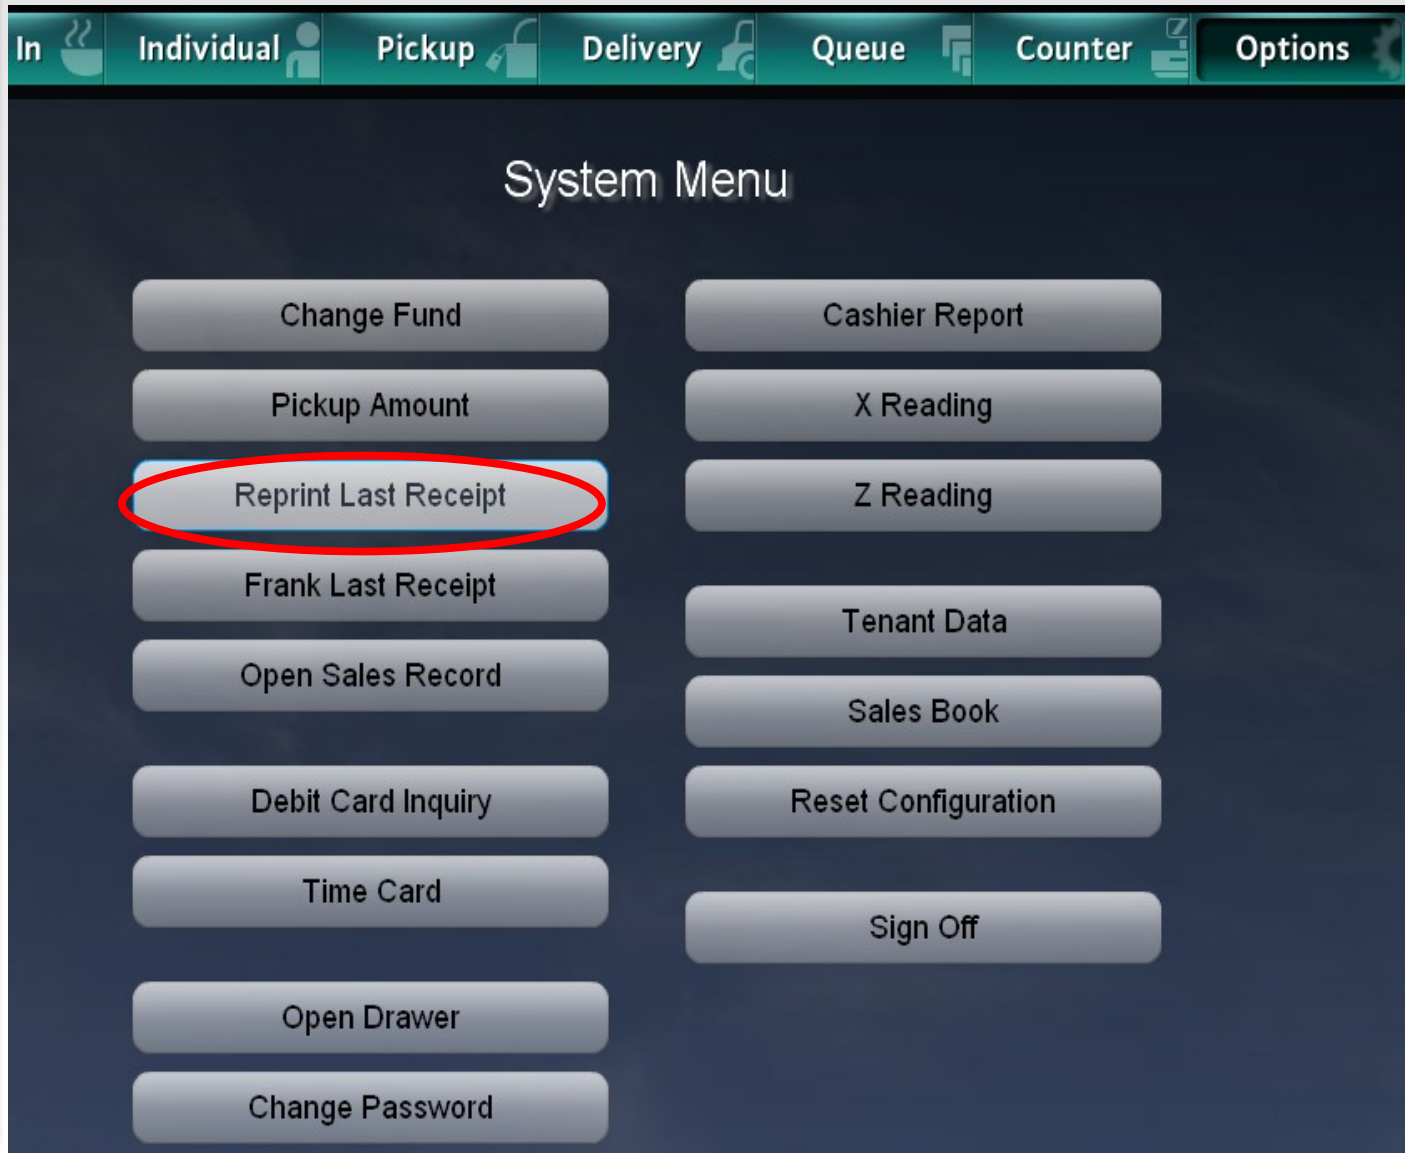 In Individual Pickup Delivery Queue Counter Options
System Menu
Change Fund
Pickup Amount
Reprint Last Receipt
Frank Last Receipt
Open Sales Record
Debit Card Inquiry
Time Card
Open Drawer
Change Password
Cashier Report
X Reading
Z Reading
Tenant Data
Sales Book
Reset Configuration
Sign Off